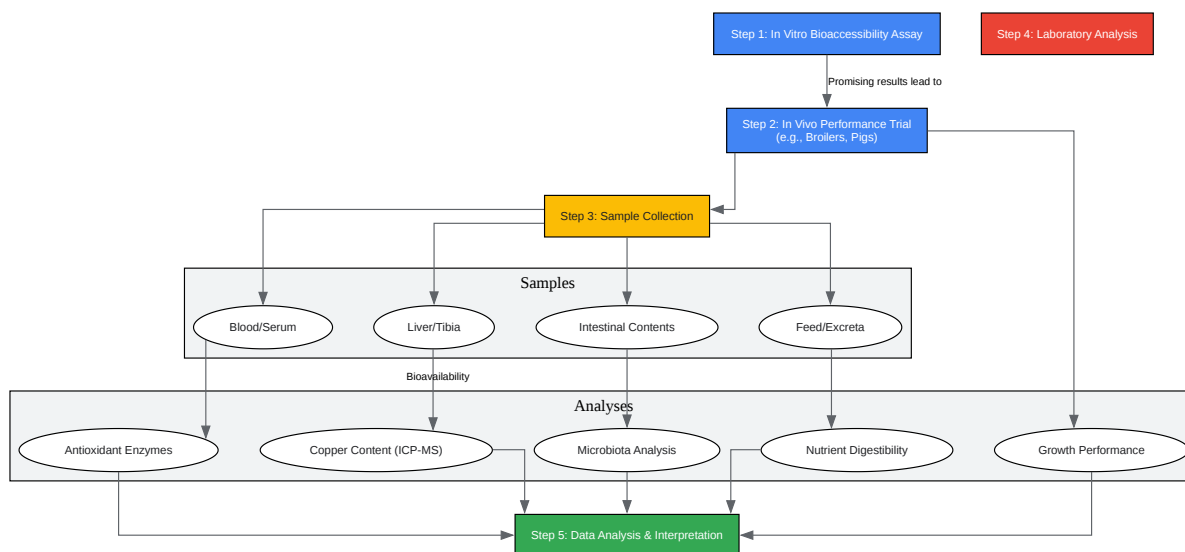 Step 1: In Vitro Bioaccessibility Assay
Step 4: Laboratory Analysis
Promising results lead to
Step 2: In Vivo Performance Trial
(e.g., Broilers, Pigs)
Step 3: Sample Collection
Samples
Blood/Serum
Liver/Tibia
Intestinal Contents
Feed/Excreta
Bioavailability
Analyses
Antioxidant Enzymes
Copper Content (ICP-MS)
Microbiota Analysis
Nutrient Digestibility
Growth Performance
Step 5: Data Analysis & Interpretation